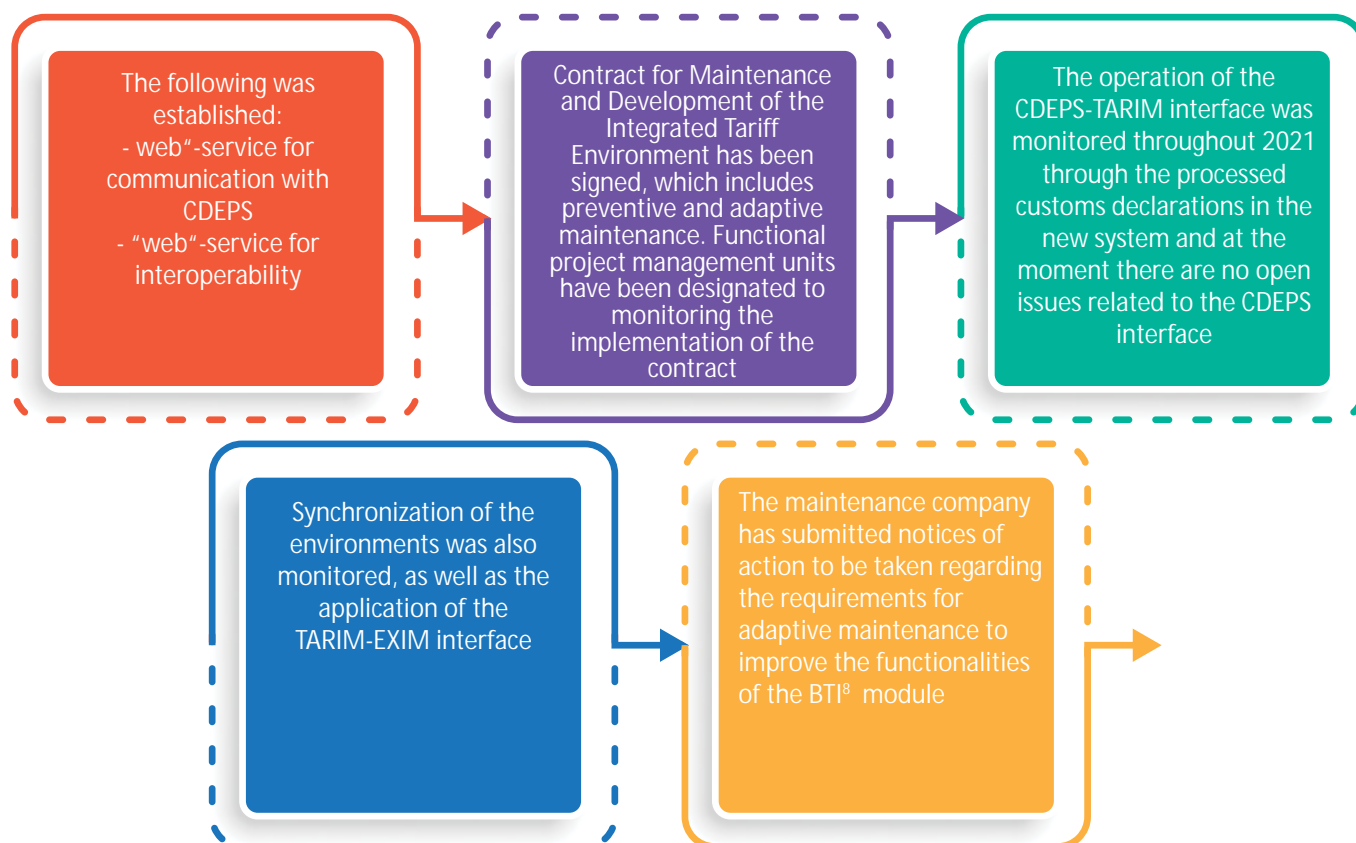 The following was
established:
- web“-service for
communication with
CDEPS
- “web“-service for
interoperability
Contract for Maintenance
and Development of the
Integrated Tariff
Environment has been
signed, which includes
preventive and adaptive
maintenance. Functional
project management units
have been designated to
monitoring the
implementation of the
contract
The operation of the
CDEPS-TARIM interface was
monitored throughout 2021
through the processed
customs declarations in the
new system and at the
moment there are no open
issues related to the CDEPS
interface
Synchronization of the
environments was also
monitored, as well as the
application of the
TARIM-EXIM interface
The maintenance company
has submitted notices of
action to be taken regarding
the requirements for
adaptive maintenance to
improve the functionalities
of the BTI⁸ module